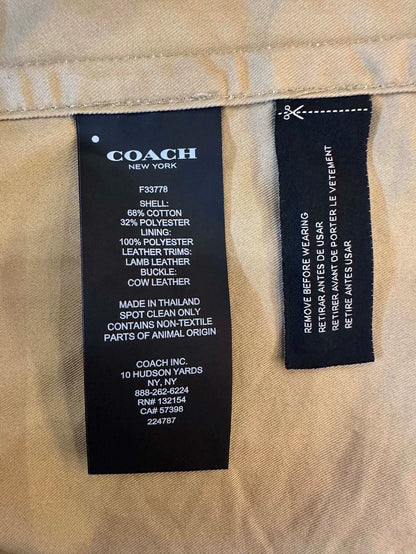 COACH
NEW YORK
F33778
SHELL:
68% COTTON
32% POLYESTER
LINING:
100% POLYESTER
LEATHER TRIMS:
LAMB LEATHER
BUCKLE:
COW LEATHER
MADE IN THAILAND
SPOT CLEAN ONLY
CONTAINS NON-TEXTILE
PARTS OF ANIMAL ORIGIN
COACH INC.
10 HUDSON YARDS
NY, NY
888-262-6224
RN# 132154
CA# 57398
224787
REMOVE BEFORE WEARING
RETIRAR ANTES DE USAR
RETIRER AVANT DE PORTER LE VETEMENT
RETIRE ANTES USAR